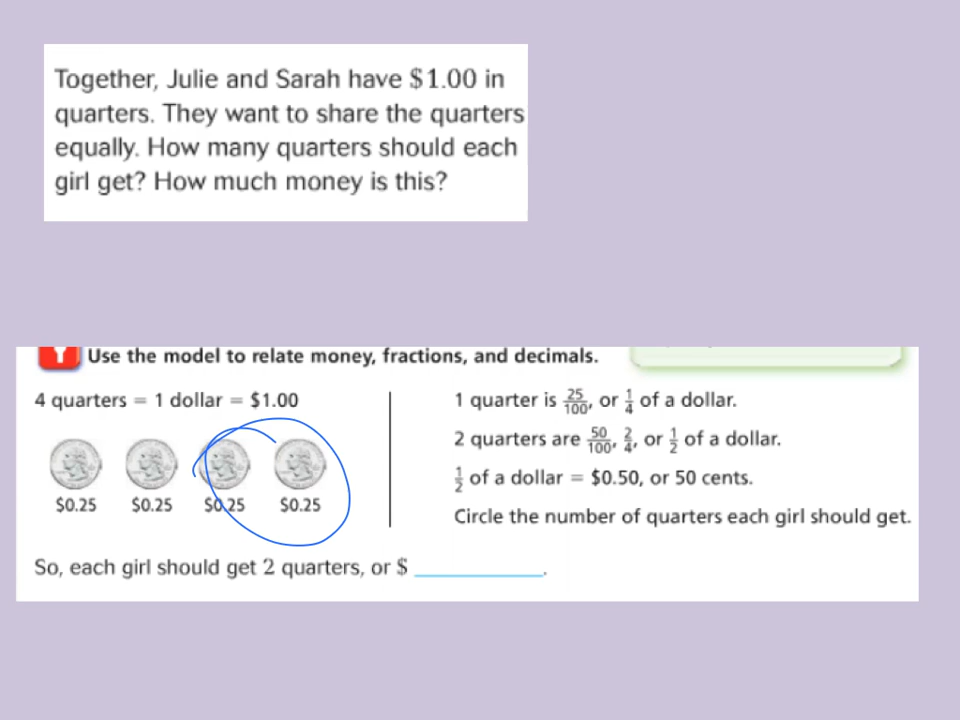 Together, Julie and Sarah have $1.00 in
quarters. They want to share the quarters
equally. How many quarters should each
girl get? How much money is this?
Use the model to relate money, fractions, and decimals.
4 quarters = 1 dollar = $1.00
$0.25 $0.25 $0.25 $0.25
1 quarter is 25/100, or 1/4 of a dollar.
2 quarters are 50/100, 2/4, or 1/2 of a dollar.
1/2 of a dollar = $0.50, or 50 cents.
Circle the number of quarters each girl should get.
So, each girl should get 2 quarters, or $ ____________.